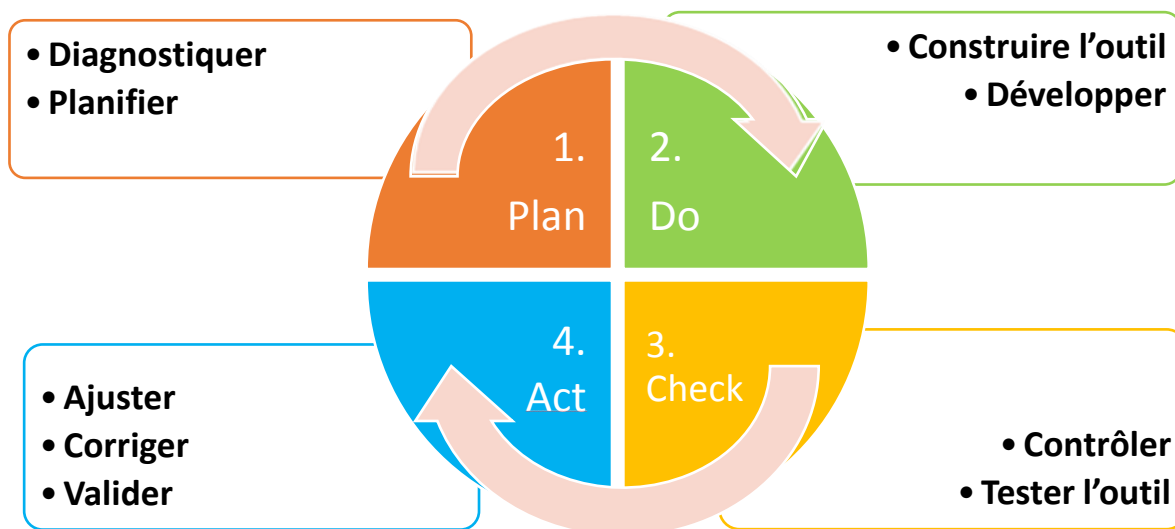 • Diagnostiquer
• Planifier
• Construire l’outil
• Développer
1.
Plan
2.
Do
4.
Act
3.
Check
• Ajuster
• Corriger
• Valider
• Contrôler
• Tester l’outil